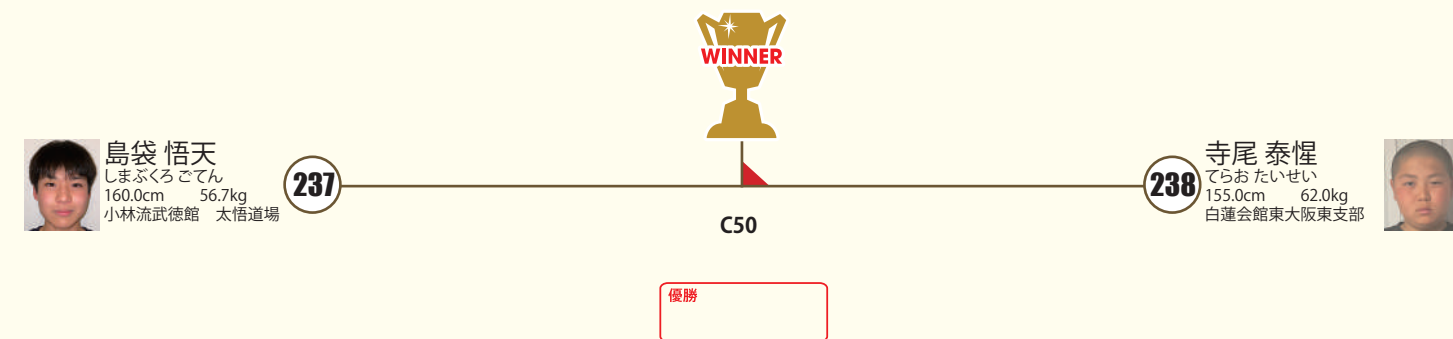 WINNER
島袋 悟天
しまぶくろ ごてん
160.0cm 56.7kg
小林流武徳館 太悟道場
237
238
寺尾 泰惺
てらお たいせい
155.0cm 62.0kg
白蓮会館東大阪東支部
C50
優勝